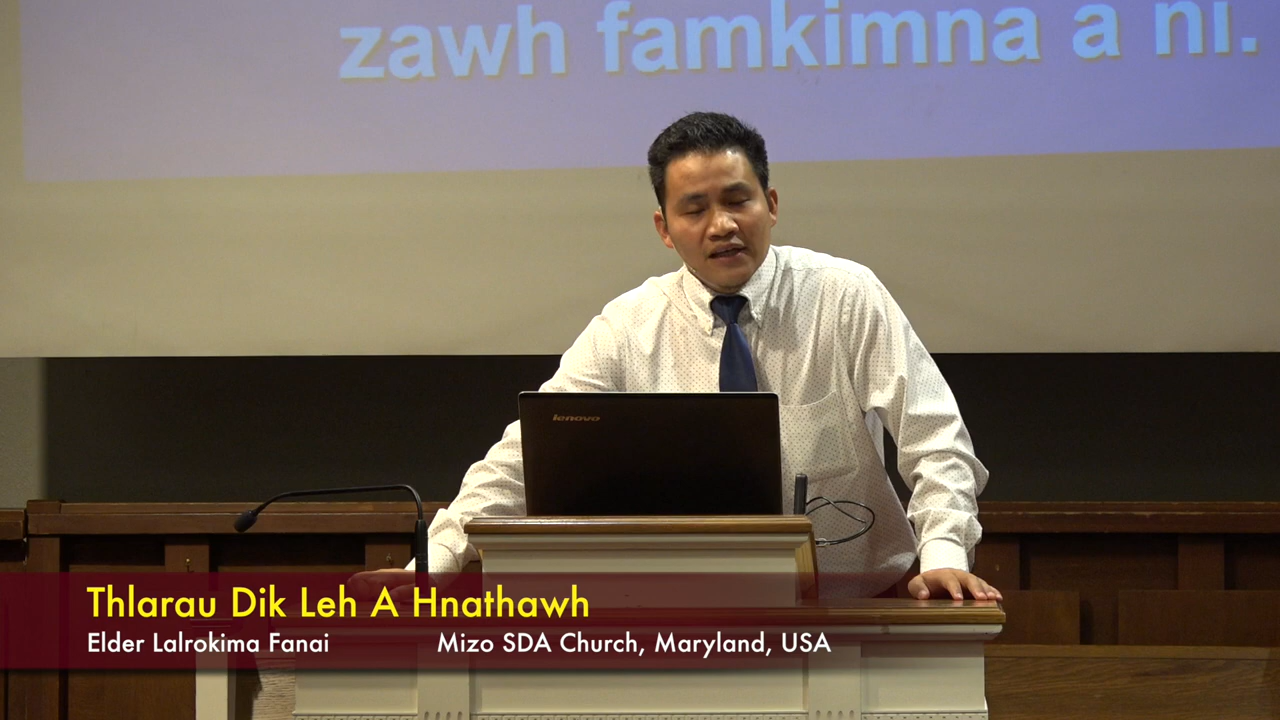 zawh famkimna a ni.
lenovo
Thlarau Dik Leh A Hnathawh
Elder Lalrokima Fanai Mizo SDA Church, Maryland, USA